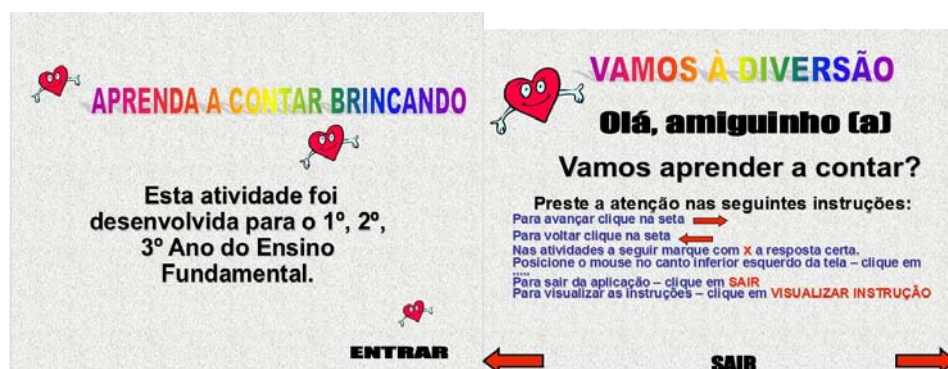 APRENDA A CONTAR BRINCANDO
Esta atividade foi
desenvolvida para o 1º, 2º,
3º Ano do Ensino
Fundamental.
ENTRAR
VAMOS À DIVERSÃO
Olá, amiguinho (a)
Vamos aprender a contar?
Preste a atenção nas seguintes instruções:
Para avançar clique na seta
Para voltar clique na seta
Nas atividades a seguir marque com x a resposta certa.
Posicione o mouse no canto inferior esquerdo da tela – clique em
.....
Para sair da aplicação – clique em SAIR
Para visualizar as instruções – clique em VISUALIZAR INSTRUÇÃO
SAIR